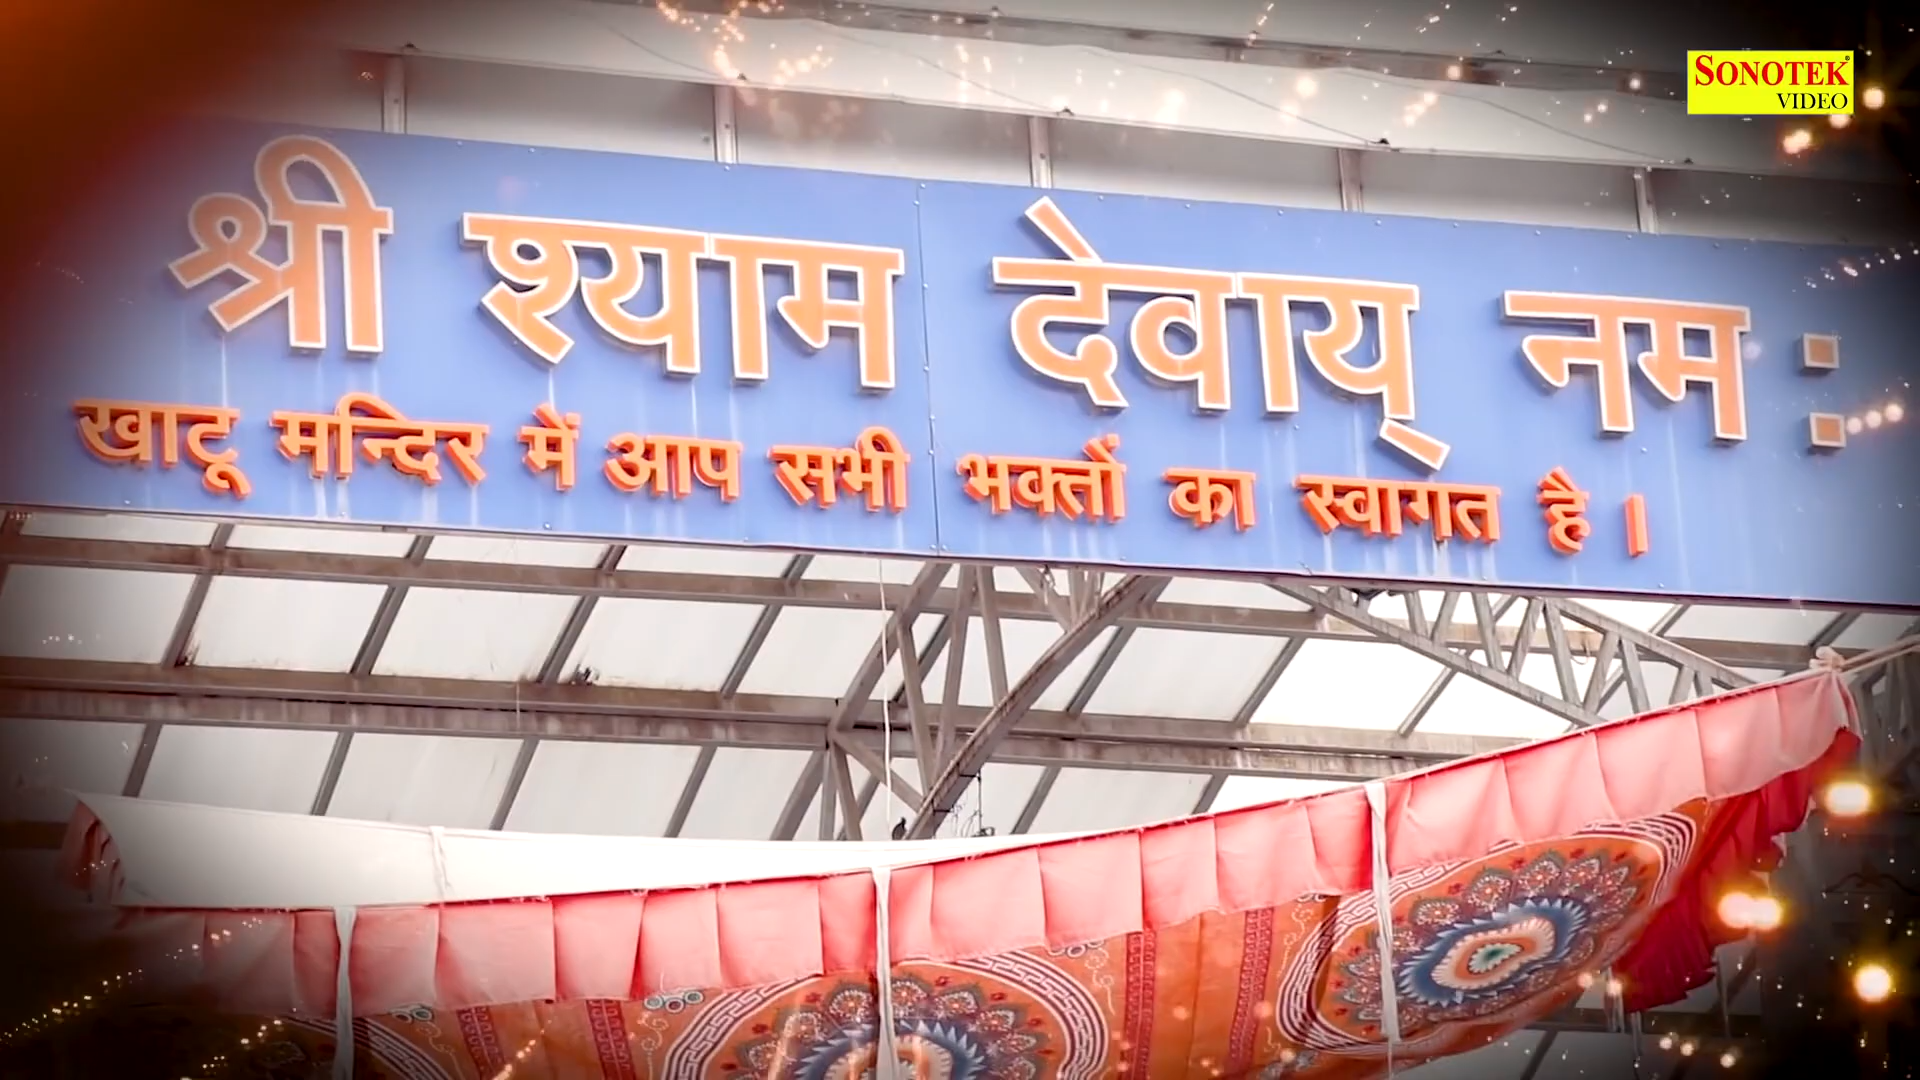 SONOTEK
VIDEO
श्री श्याम देवाय् नम :
खाटू मन्दिर में आप सभी भक्तों का स्वागत है ।